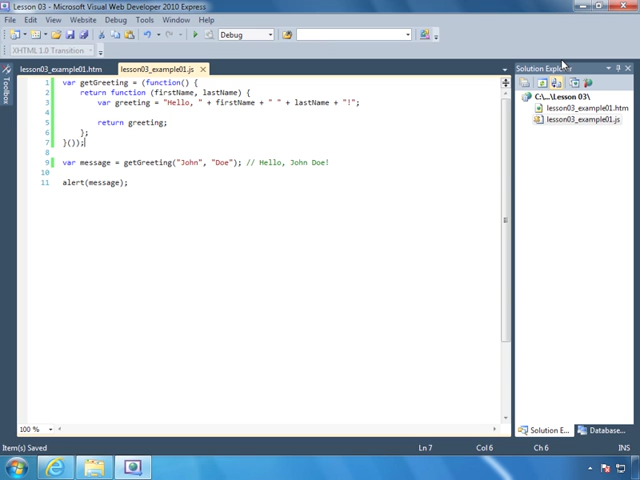 Lesson 03 - Microsoft Visual Web Developer 2010 Express
File Edit View Website Debug Tools Window Help
Debug
XHTML 1.0 Transition
Toolbox
lesson03_example01.htm lesson03_example01.js
1 var getGreeting = (function() {
2 return function (firstName, lastName) {
3 var greeting = "Hello, " + firstName + " " + lastName + "!";
4
5 return greeting;
6 };
7 }());
8
9 var message = getGreeting("John", "Doe"); // Hello, John Doe!
10
11 alert(message);
100 %
Solution Explorer
C:\...\Lesson 03\
lesson03_example01.htm
lesson03_example01.js
Solution E... Database...
Item(s) Saved Ln 7 Col 6 Ch 6 INS